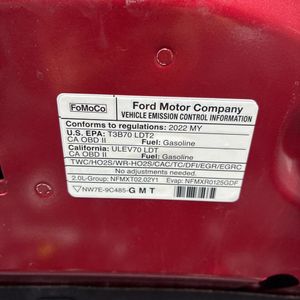 FoMoCo
Ford Motor Company
VEHICLE EMISSION CONTROL INFORMATION
Conforms to regulations: 2022 MY
U.S. EPA: T3B70 LDT2
CA OBD II Fuel: Gasoline
California: ULEV70 LDT
CA OBD II Fuel: Gasoline
TWC/HO2S/WR-HO2S/CAC/TC/DFI/EGR/EGRC
No adjustments needed.
2.0L-Group: NFMXT02.02Y1 Evap: NFMXR0125GDF
NW7E-9C485-G M T